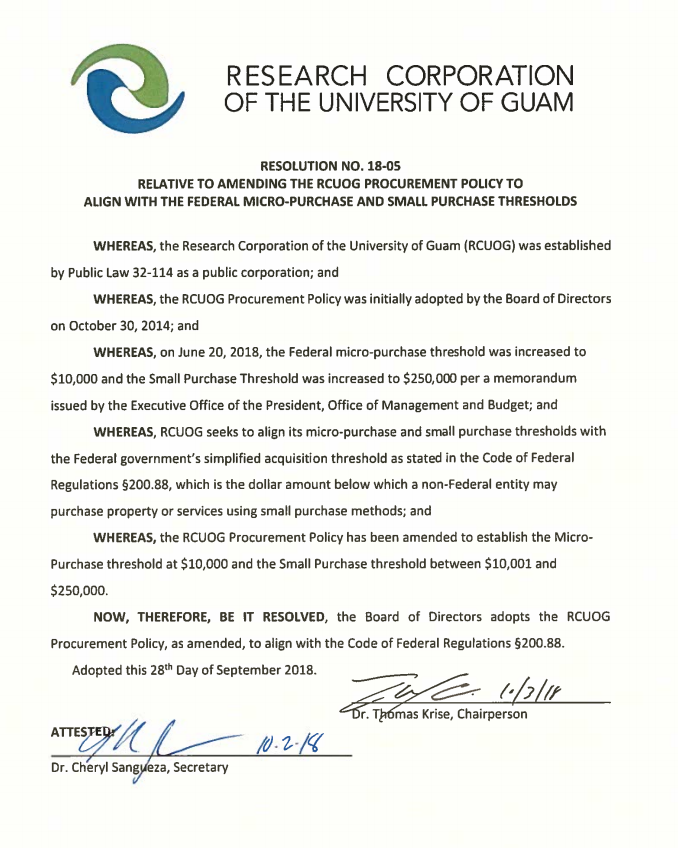 RESEARCH CORPORATION
OF THE UNIVERSITY OF GUAM
RESOLUTION NO. 18-05
RELATIVE TO AMENDING THE RCUOG PROCUREMENT POLICY TO
ALIGN WITH THE FEDERAL MICRO-PURCHASE AND SMALL PURCHASE THRESHOLDS
WHEREAS, the Research Corporation of the University of Guam (RCUOG) was established
by Public Law 32-114 as a public corporation; and
WHEREAS, the RCUOG Procurement Policy was initially adopted by the Board of Directors
on October 30, 2014; and
WHEREAS, on June 20, 2018, the Federal micro-purchase threshold was increased to
$10,000 and the Small Purchase Threshold was increased to $250,000 per a memorandum
issued by the Executive Office of the President, Office of Management and Budget; and
WHEREAS, RCUOG seeks to align its micro-purchase and small purchase thresholds with
the Federal government's simplified acquisition threshold as stated in the Code of Federal
Regulations §200.88, which is the dollar amount below which a non-Federal entity may
purchase property or services using small purchase methods; and
WHEREAS, the RCUOG Procurement Policy has been amended to establish the Micro-
Purchase threshold at $10,000 and the Small Purchase threshold between $10,001 and
$250,000.
NOW, THEREFORE, BE IT RESOLVED, the Board of Directors adopts the RCUOG
Procurement Policy, as amended, to align with the Code of Federal Regulations §200.88.
Adopted this 28th Day of September 2018.
10/3/18
Dr. Thomas Krise, Chairperson
ATTESTED:
10-2-18
Dr. Cheryl Sangueza, Secretary